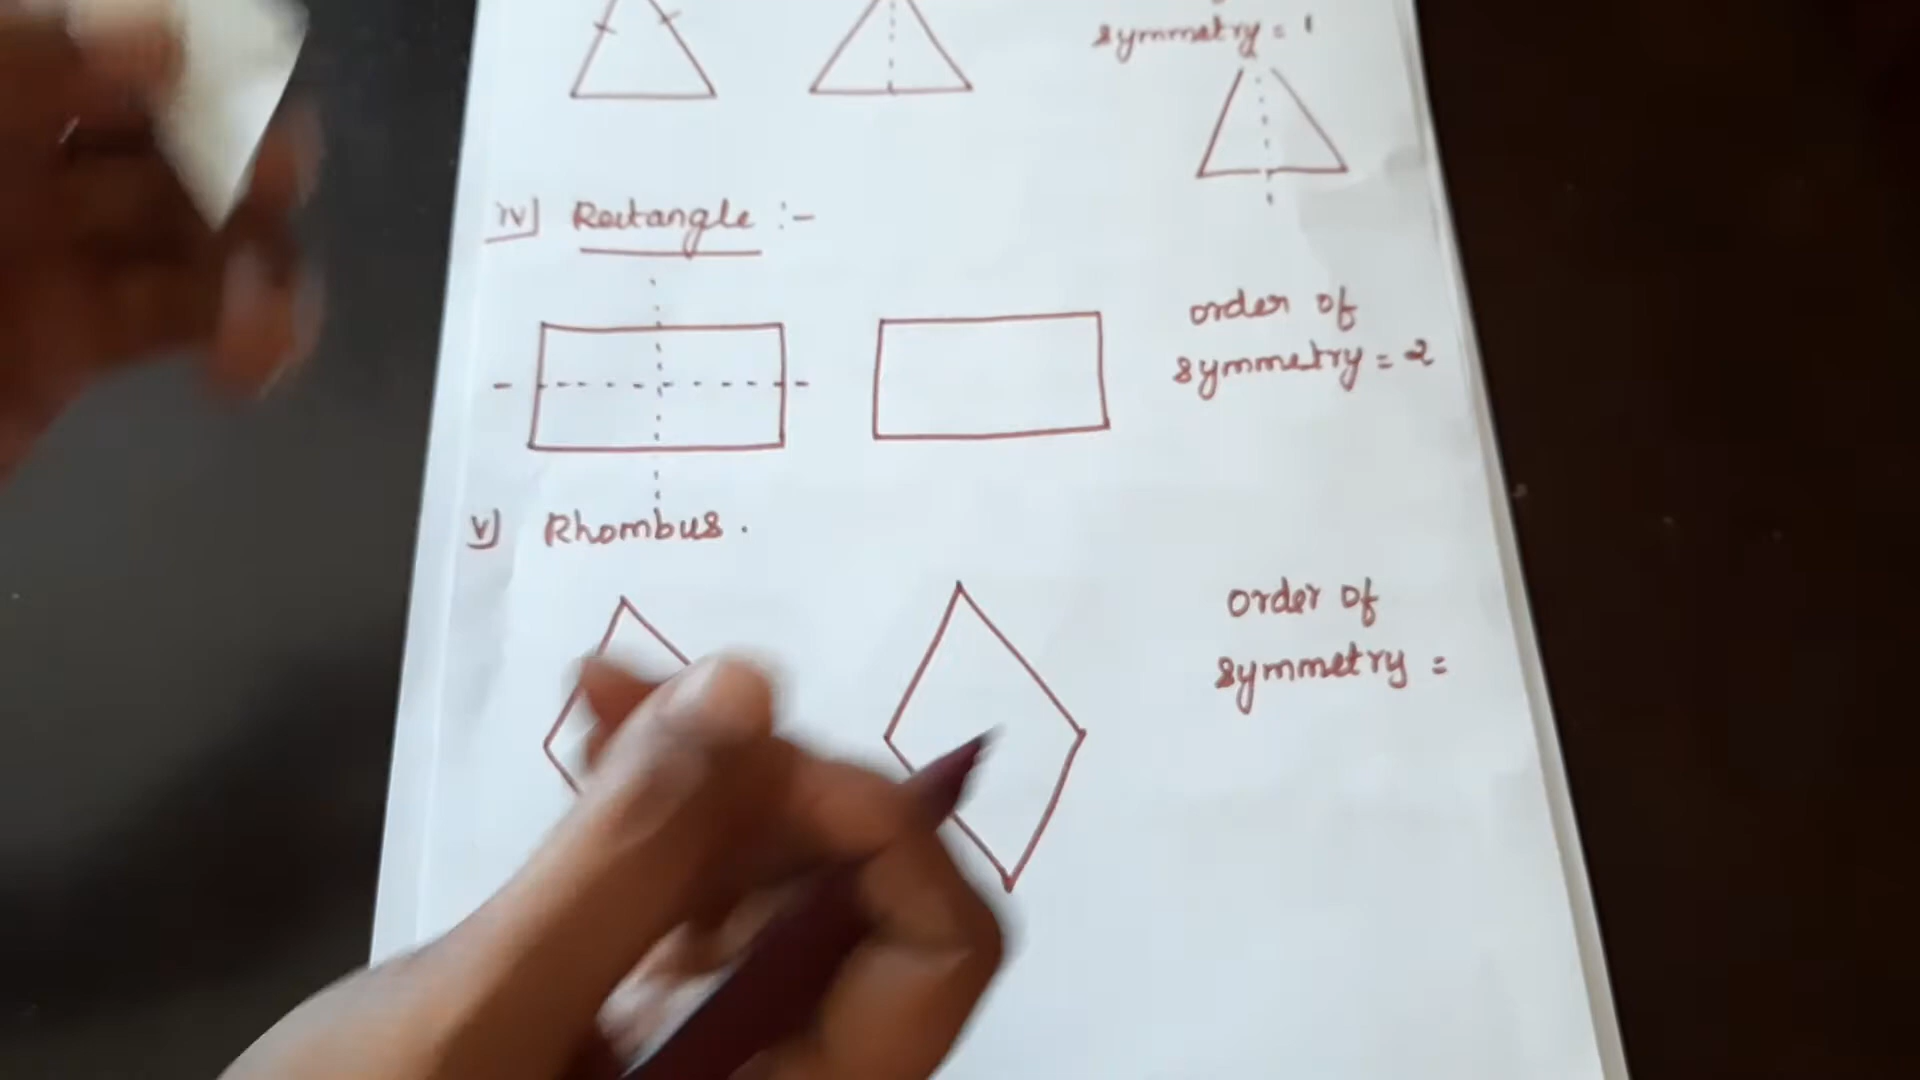 symmetry = 1
iv) Rectangle :-
order of
symmetry = 2
v) Rhombus .
order of
symmetry =